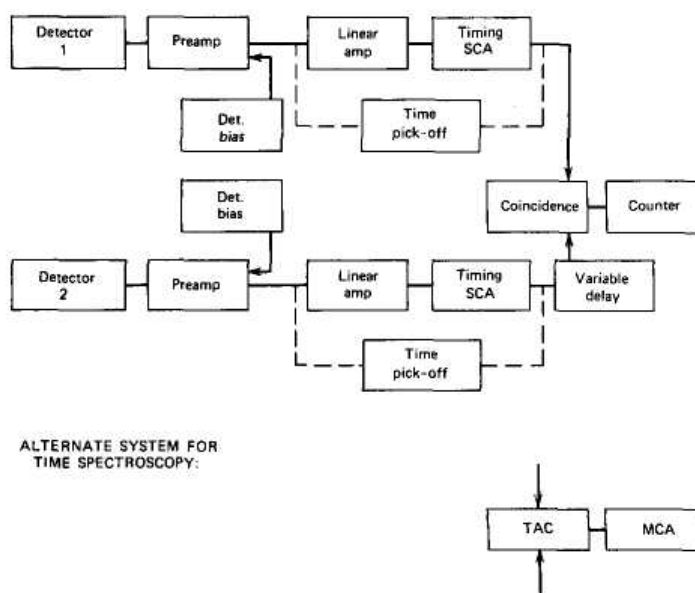 Detector
1
Preamp
Linear
amp
Timing
SCA
Det.
bias
Time
pick-off
Det.
bias
Coincidence
Counter
Detector
2
Preamp
Linear
amp
Timing
SCA
Variable
delay
Time
pick-off
ALTERNATE SYSTEM FOR
TIME SPECTROSCOPY:
TAC
MCA